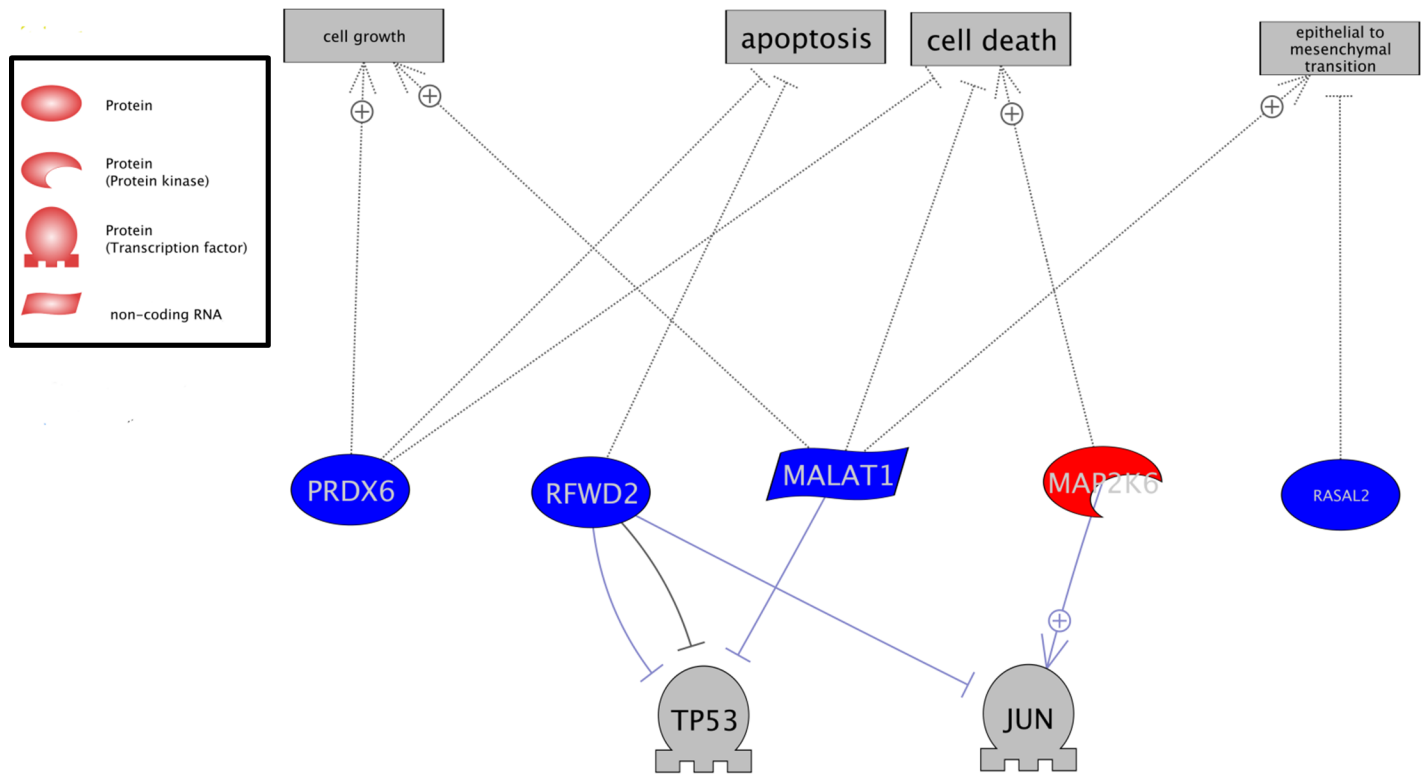 cell growth
apoptosis
cell death
epithelial to
mesenchymal
transition
Protein
Protein
(Protein kinase)
Protein
(Transcription factor)
non-coding RNA
PRDX6
RFWD2
MALAT1
MAP2K6
RASAL2
TP53
JUN